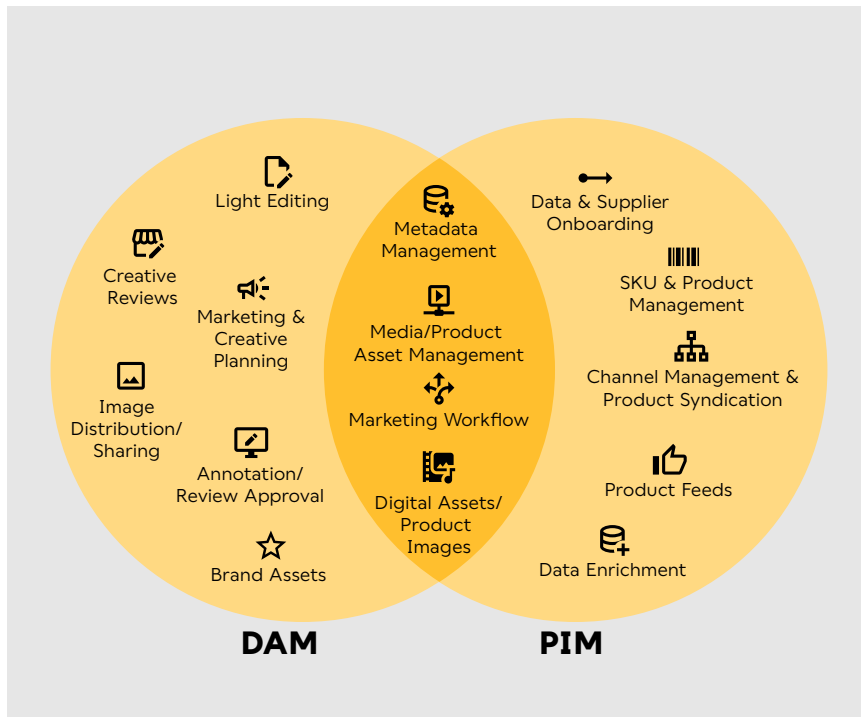 Light Editing
Creative
Reviews
Marketing &
Creative
Planning
Image
Distribution/
Sharing
Annotation/
Review Approval
Brand Assets
Metadata
Management
Media/Product
Asset Management
Marketing Workflow
Digital Assets/
Product
Images
Data & Supplier
Onboarding
SKU & Product
Management
Channel Management &
Product Syndication
Product Feeds
Data Enrichment
DAM
PIM